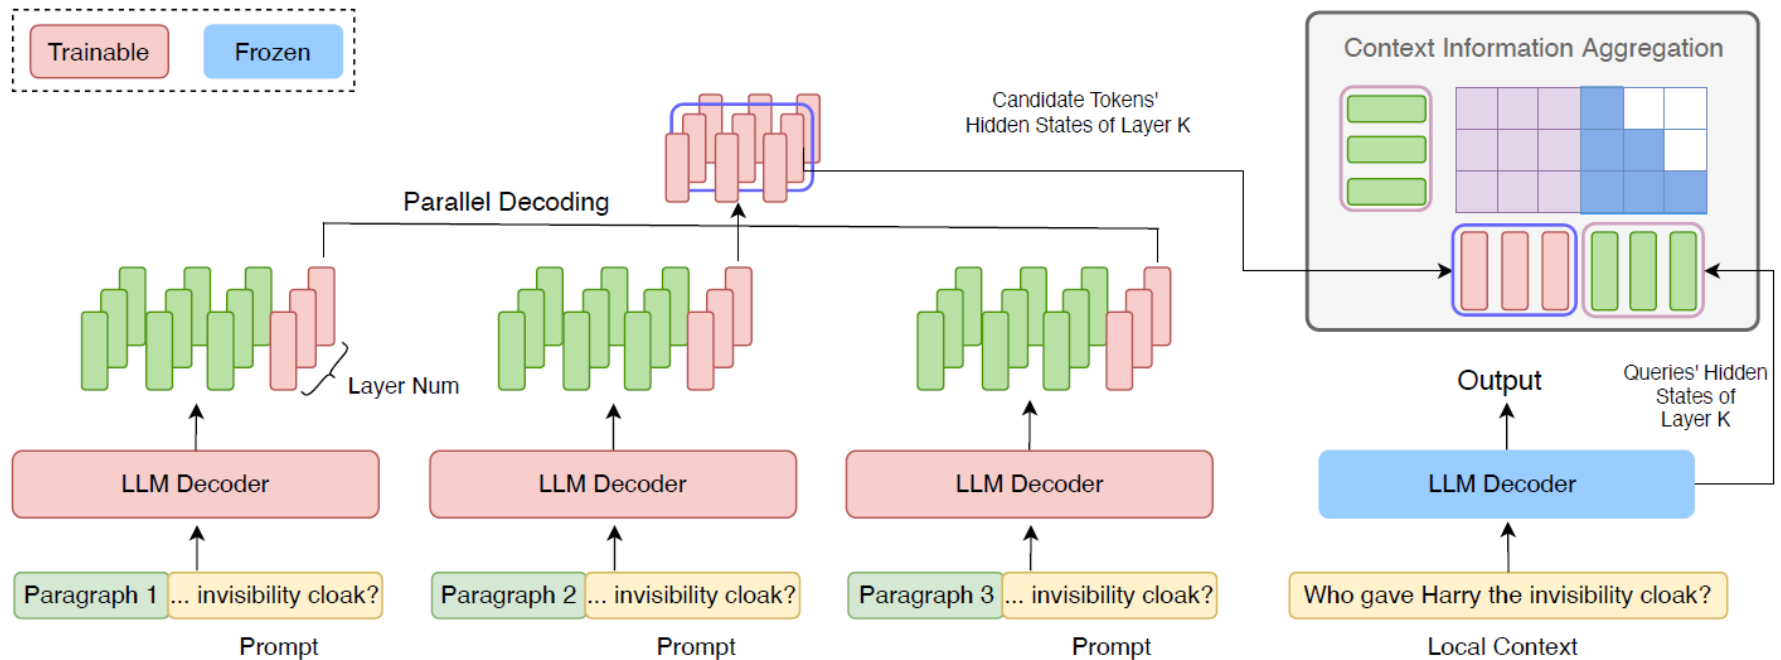 Trainable
Frozen
Context Information Aggregation
Candidate Tokens'
Hidden States of Layer K
Parallel Decoding
Layer Num
Output
Queries' Hidden
States of
Layer K
LLM Decoder
LLM Decoder
LLM Decoder
LLM Decoder
Paragraph 1 ... invisibility cloak?
Paragraph 2 ... invisibility cloak?
Paragraph 3 ... invisibility cloak?
Who gave Harry the invisibility cloak?
Prompt
Prompt
Prompt
Local Context